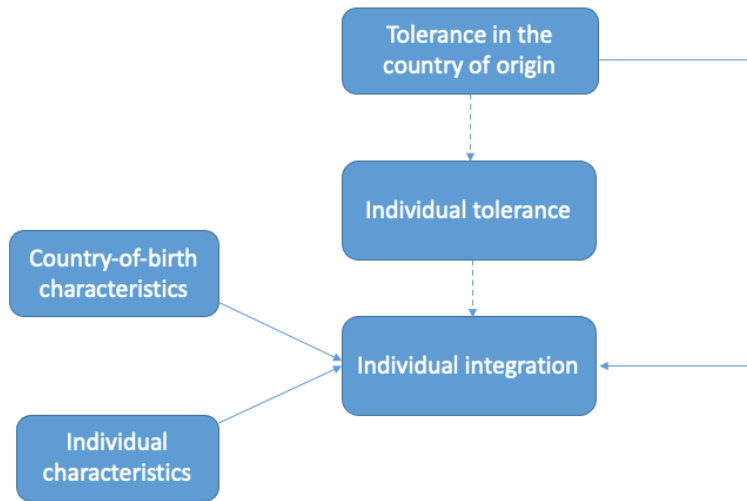 Tolerance in the
country of origin
Individual tolerance
Country-of-birth
characteristics
Individual integration
Individual
characteristics